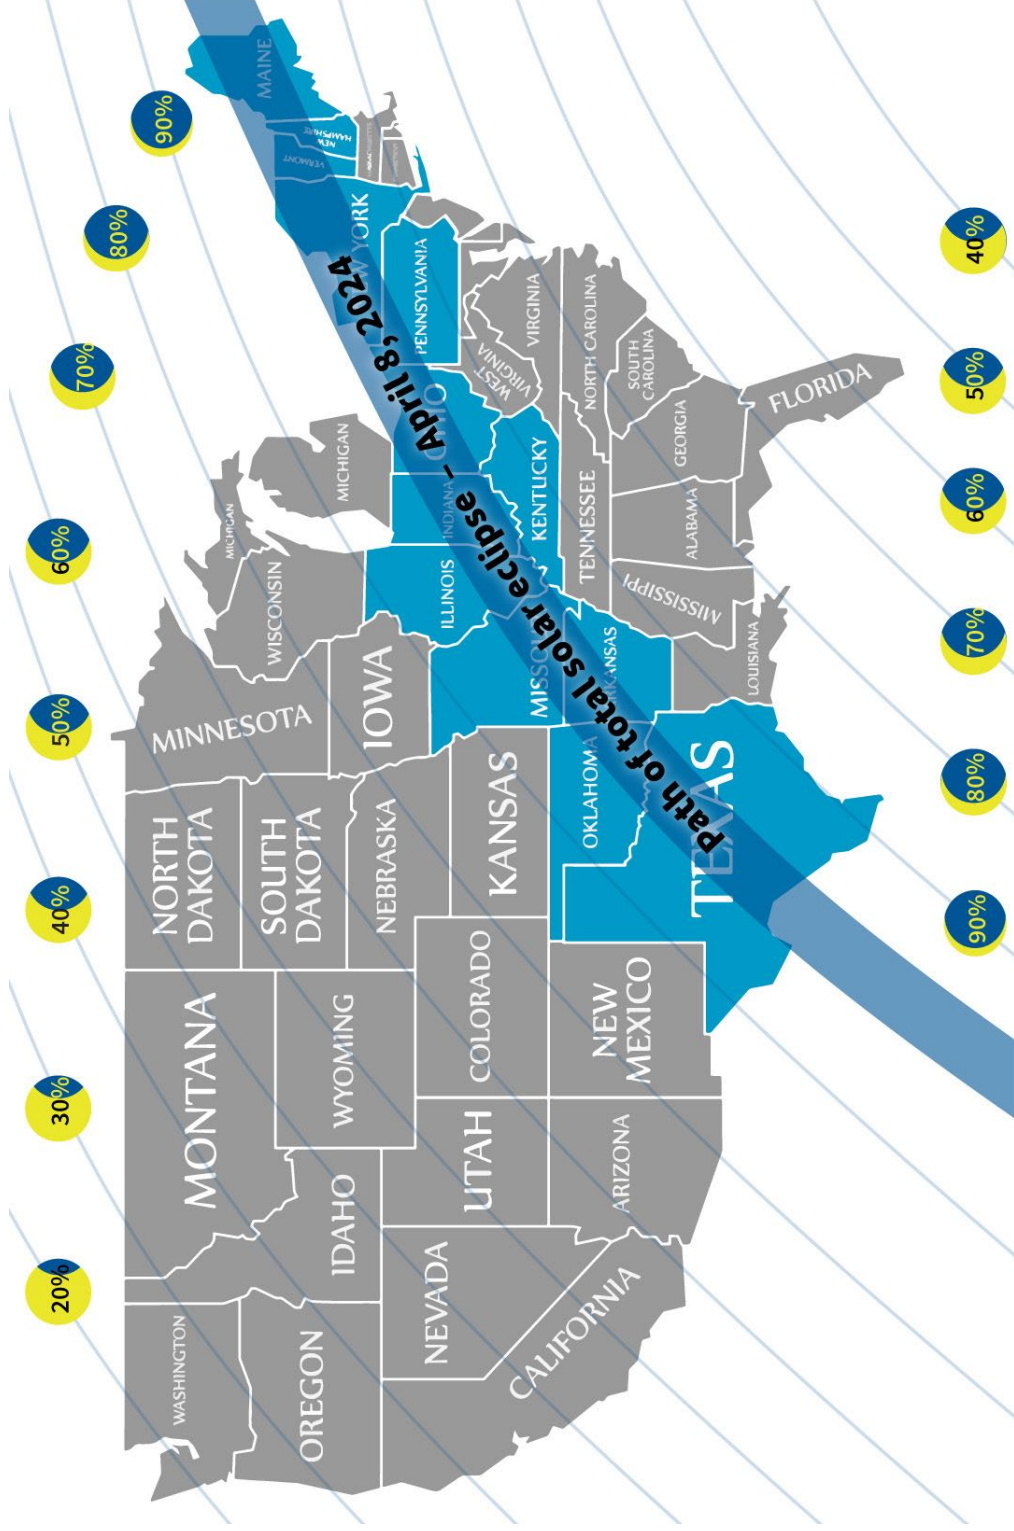 20%
30%
40%
50%
60%
70%
80%
90%
WASHINGTON
OREGON
CALIFORNIA
NEVADA
IDAHO
MONTANA
WYOMING
UTAH
ARIZONA
COLORADO
NEW
MEXICO
NORTH
DAKOTA
SOUTH
DAKOTA
NEBRASKA
KANSAS
OKLAHOMA
TEXAS
MINNESOTA
IOWA
MISSOURI
ARKANSAS
LOUISIANA
WISCONSIN
ILLINOIS
MICHIGAN
MICHIGAN
INDIANA
OHIO
KENTUCKY
TENNESSEE
MISSISSIPPI
ALABAMA
GEORGIA
FLORIDA
SOUTH
CAROLINA
NORTH CAROLINA
VIRGINIA
WEST
VIRGINIA
PENNSYLVANIA
YORK
VERMONT
NEW
HAMPSHIRE
MAINE
Path of total solar eclipse – April 8, 2024
90%
80%
70%
60%
50%
40%